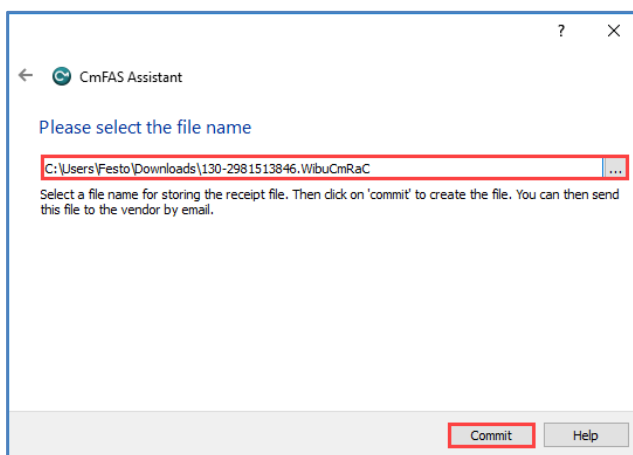 ?
CmFAS Assistant
Please select the file name
C:\Users\Festo\Downloads\130-2981513846.WibuCmRaC
...
Select a file name for storing the receipt file. Then click on 'commit' to create the file. You can then send
this file to the vendor by email.
Commit
Help